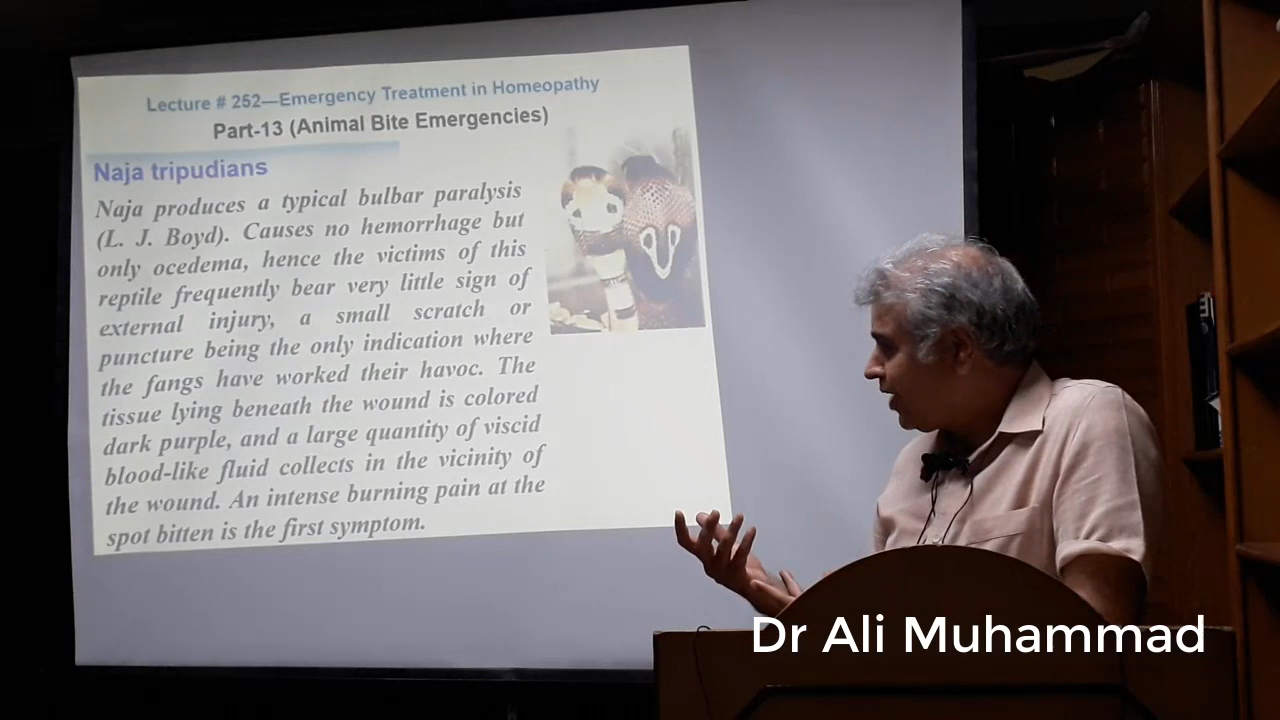 Lecture # 252—Emergency Treatment in Homeopathy
Part-13 (Animal Bite Emergencies)
Naja tripudians
Naja produces a typical bulbar paralysis
(L. J. Boyd). Causes no hemorrhage but
only ocedema, hence the victims of this
reptile frequently bear very little sign of
external injury, a small scratch or
puncture being the only indication where
the fangs have worked their havoc. The
tissue lying beneath the wound is colored
dark purple, and a large quantity of viscid
blood-like fluid collects in the vicinity of
the wound. An intense burning pain at the
spot bitten is the first symptom.
Dr Ali Muhammad